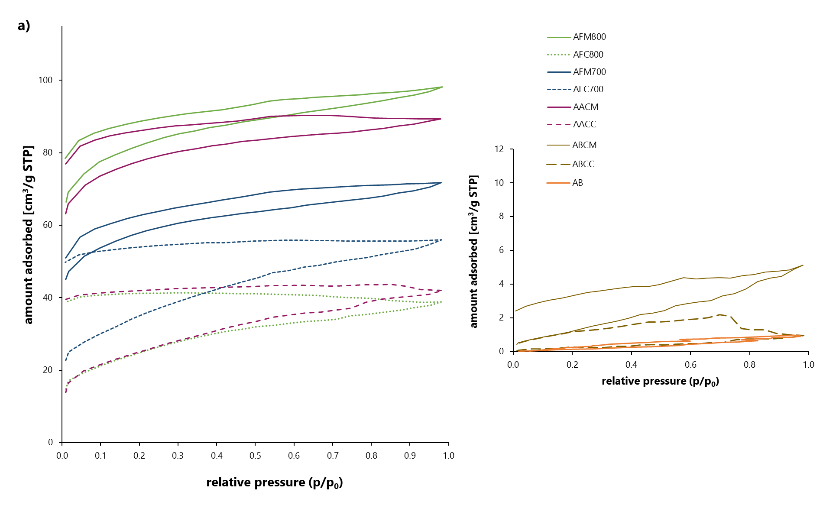 a)
amount adsorbed [cm³/g STP]
100
80
60
40
20
0
0.0 0.1 0.2 0.3 0.4 0.5 0.6 0.7 0.8 0.9 1.0
relative pressure (p/p₀)
AFM800
AFC800
AFM700
AFC700
AACM
AACC
ABCM
ABCC
AB
amount adsorbed [cm³/g STP]
12
10
8
6
4
2
0
0.0 0.2 0.4 0.6 0.8 1.0
relative pressure (p/p₀)